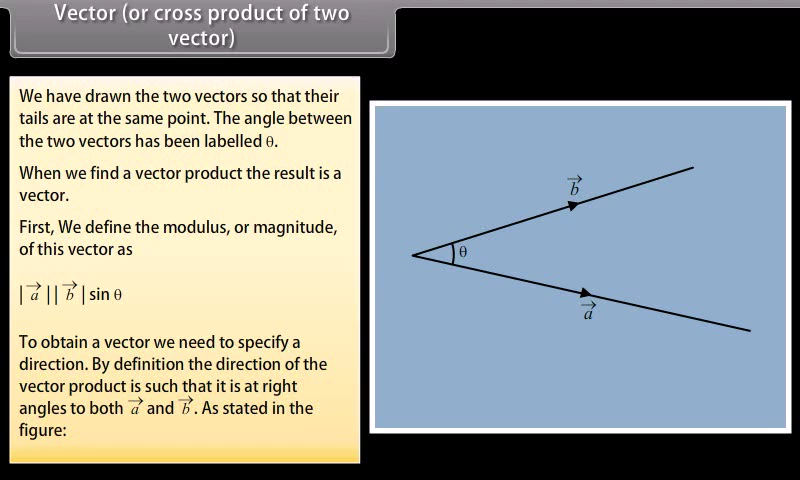 Vector (or cross product of two
vector)
We have drawn the two vectors so that their
tails are at the same point. The angle between
the two vectors has been labelled θ.
When we find a vector product the result is a
vector.
First, We define the modulus, or magnitude,
of this vector as
|a⃗ || b⃗ | sin θ
To obtain a vector we need to specify a
direction. By definition the direction of the
vector product is such that it is at right
angles to both a⃗ and b⃗. As stated in the
figure:
b⃗
θ
a⃗